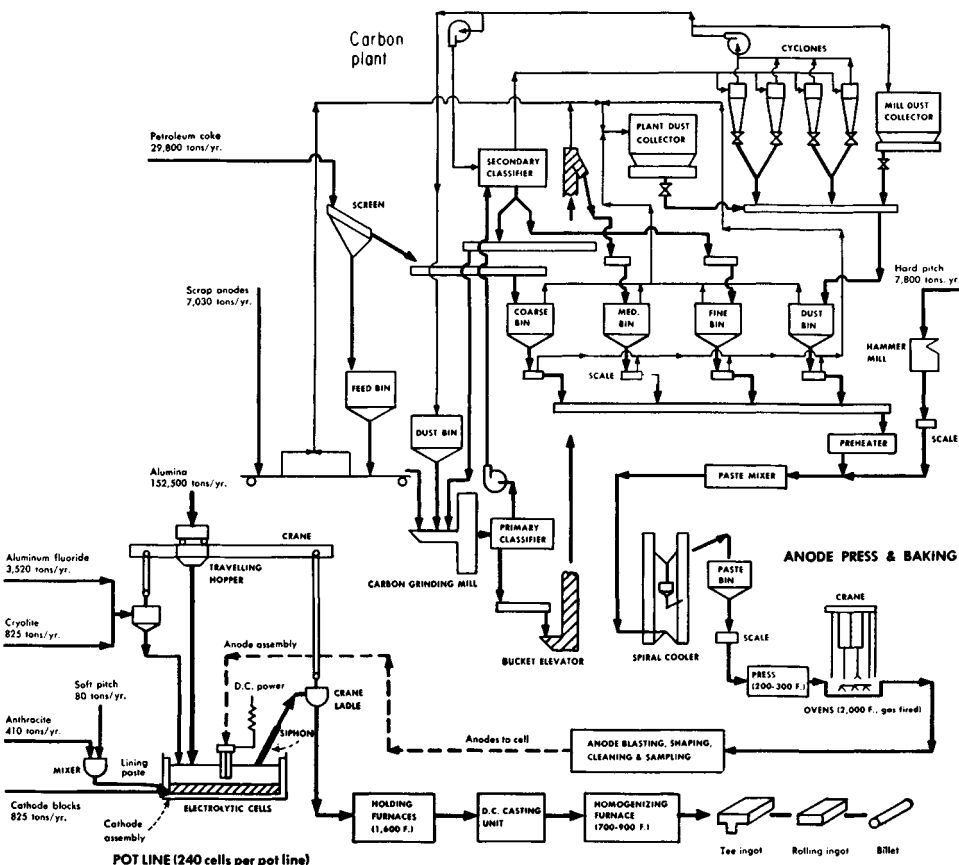 Carbon
plant
CYCLONES
MILL DUST
COLLECTOR
PLANT DUST
COLLECTOR
Petroleum coke
29,800 tons/yr.
SECONDARY
CLASSIFIER
SCREEN
Scrap anodes
7,030 tons/yr.
Hard pitch
7,800 tons. yr.
COARSE
BIN
MED.
BIN
FINE
BIN
DUST
BIN
HAMMER
MILL
SCALE
FEED BIN
DUST BIN
SCALE
PREHEATER
Alumina
152,500 tons/yr.
PASTE MIXER
CRANE
PRIMARY
CLASSIFIER
TRAVELLING
HOPPER
CARBON GRINDING MILL
Aluminum fluoride
3,520 tons/yr.
ANODE PRESS & BAKING
PASTE
BIN
CRANE
Cryolite
825 tons/yr.
SCALE
Anode assembly
BUCKET ELEVATOR
SPIRAL COOLER
Soft pitch
80 tons/yr.
D.C. power
CRANE
LADLE
PRESS
(200-300 F.)
OVENS (2,000 F., gas fired)
Anthracite
410 tons/yr.
SIPHON
Anodes to cell
ANODE BLASTING, SHAPING,
CLEANING & SAMPLING
MIXER
Lining
paste
Cathode blocks
825 tons/yr.
ELECTROLYTIC CELLS
Cathode
assembly
HOLDING
FURNACES
(1,600 F.)
D.C. CASTING
UNIT
HOMOGENIZING
FURNACE
(700-900 F.)
Tee ingot
Rolling ingot
Billet
POT LINE (240 cells per pot line)